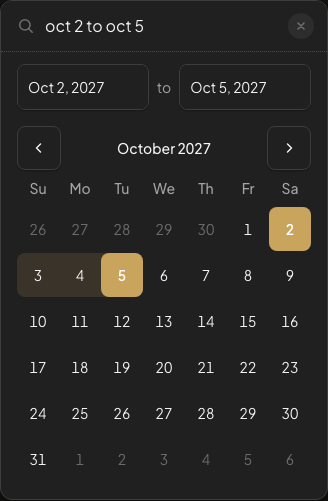 oct 2 to oct 5
Oct 2, 2027 to Oct 5, 2027
October 2027
Su Mo Tu We Th Fr Sa
26 27 28 29 30 1 2
3 4 5 6 7 8 9
10 11 12 13 14 15 16
17 18 19 20 21 22 23
24 25 26 27 28 29 30
31 1 2 3 4 5 6